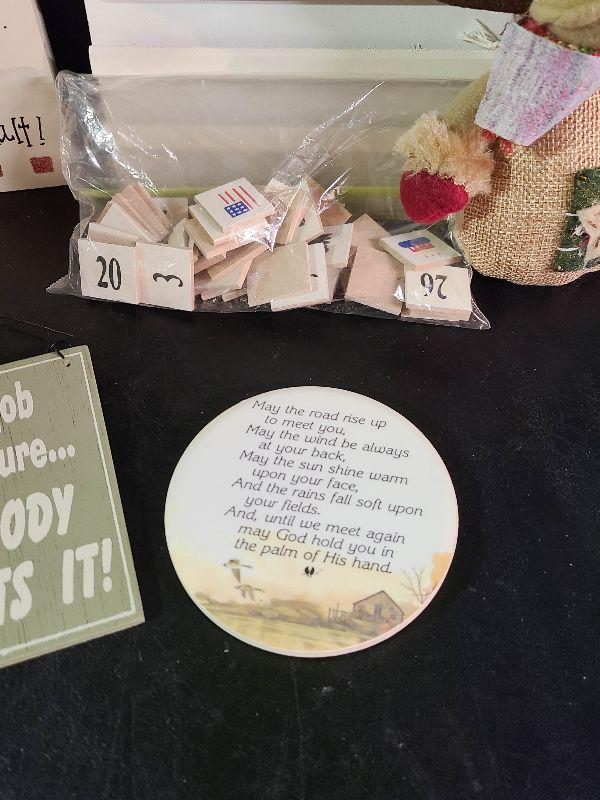 20
3
26
ob
ure...
ODY
TS IT!
May the road rise up
to meet you,
May the wind be always
at your back,
May the sun shine warm
upon your face,
And the rains fall soft upon
your fields.
And, until we meet again
may God hold you in
the palm of His hand.